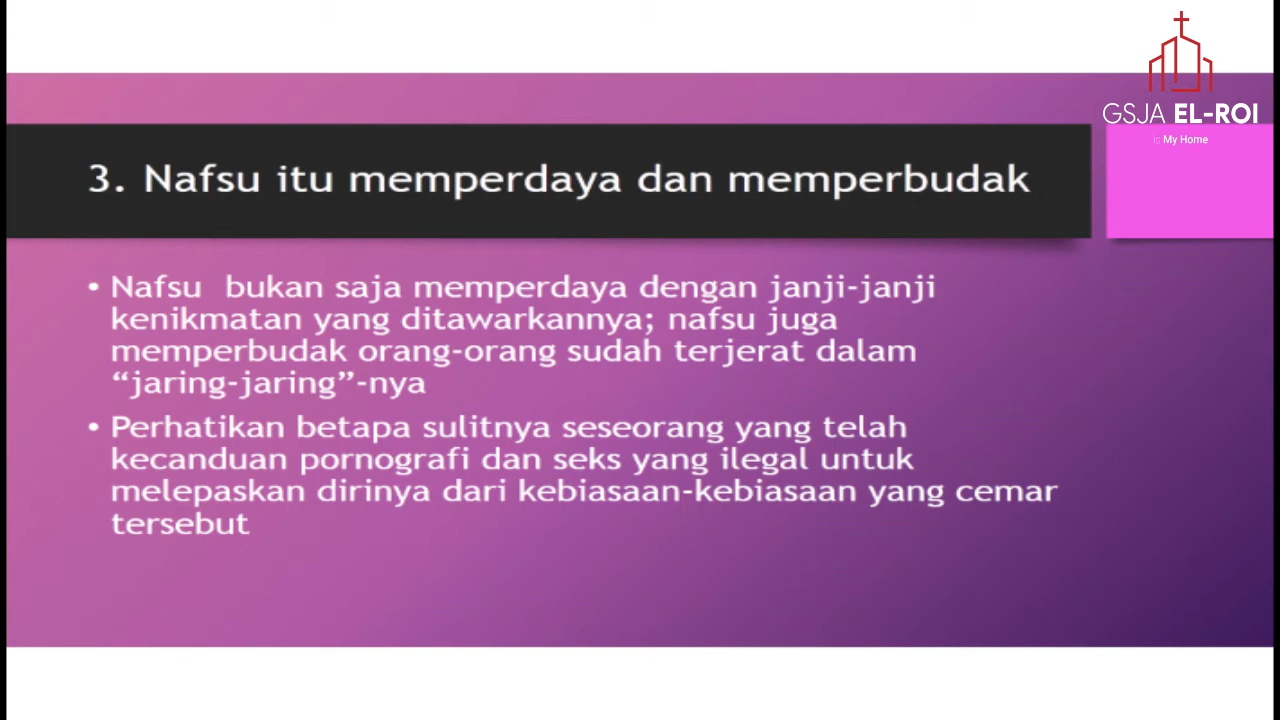 GSJA EL-ROI
is My Home
3. Nafsu itu memperdaya dan memperbudak
• Nafsu bukan saja memperdaya dengan janji-janji
kenikmatan yang ditawarkannya; nafsu juga
memperbudak orang-orang sudah terjerat dalam
“jaring-jaring”-nya
• Perhatikan betapa sulitnya seseorang yang telah
kecanduan pornografi dan seks yang ilegal untuk
melepaskan dirinya dari kebiasaan-kebiasaan yang cemar
tersebut